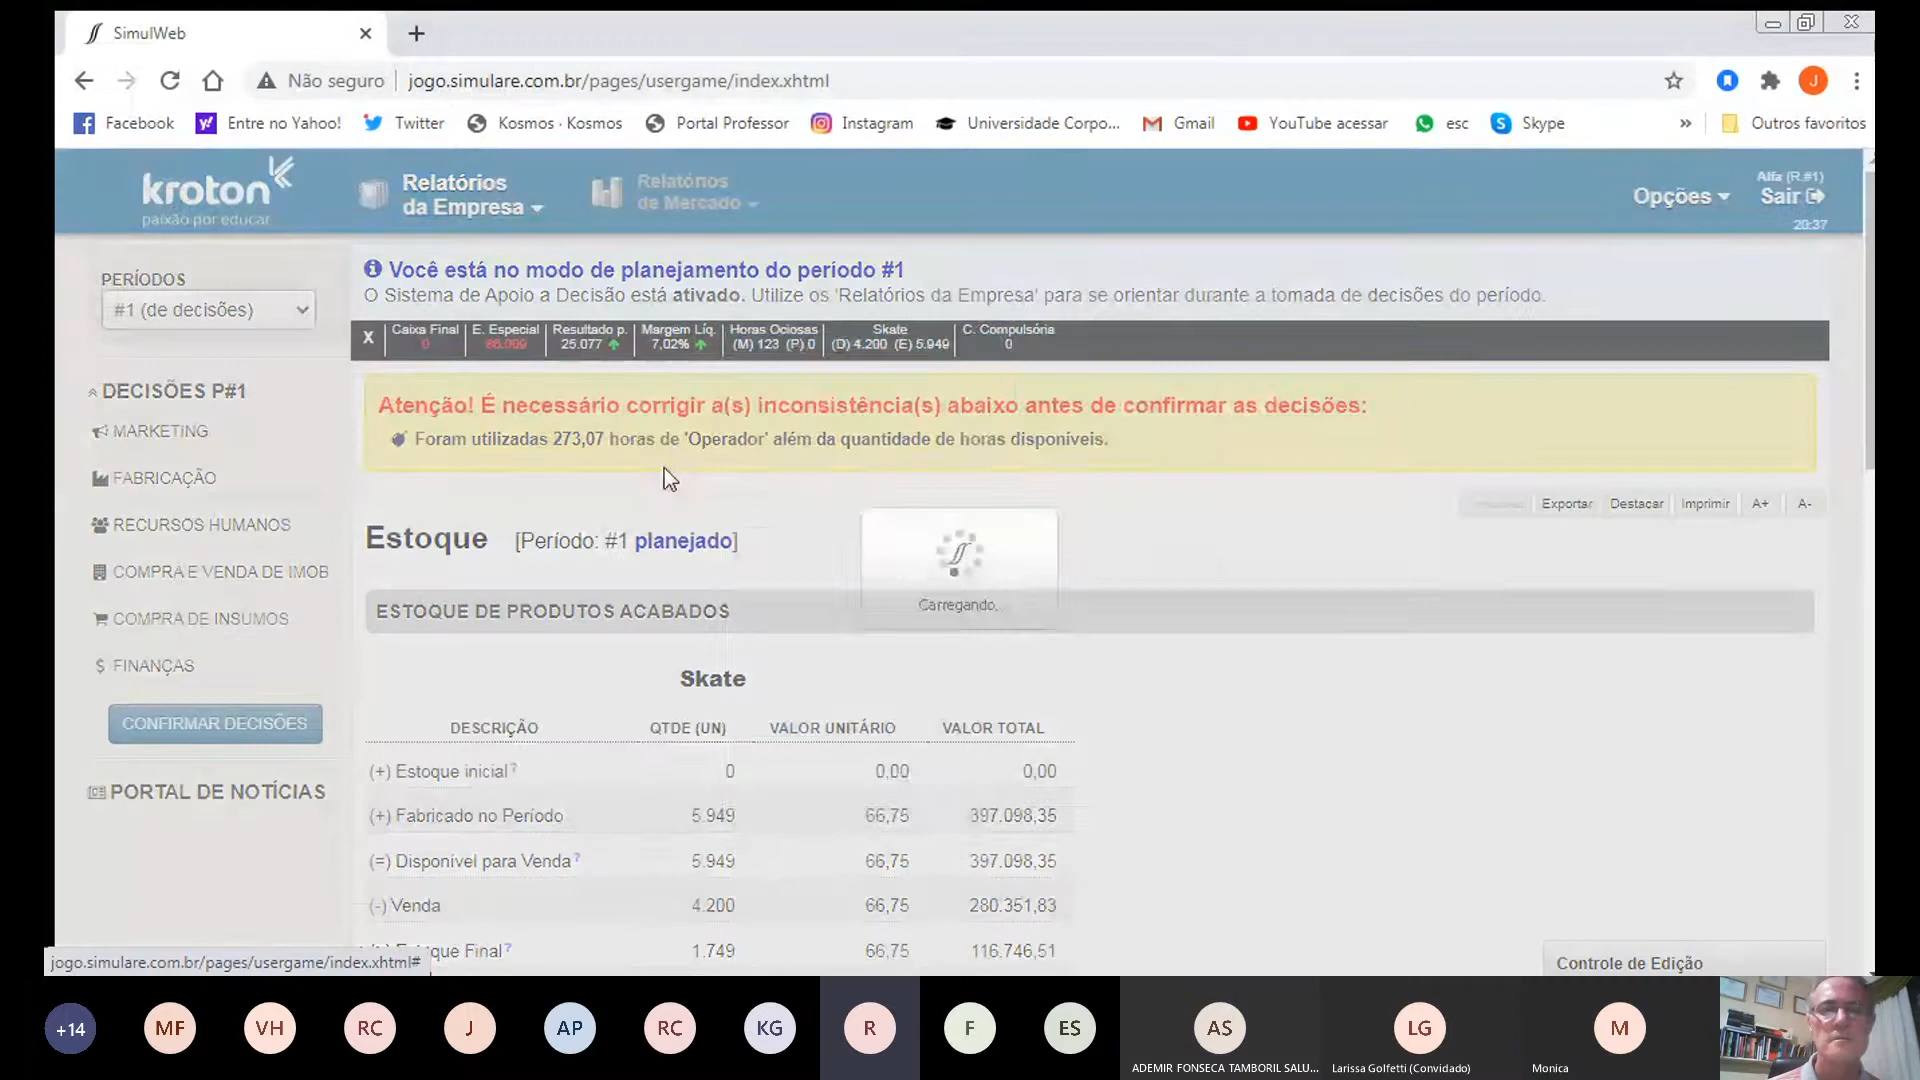 SimulWeb
Não seguro
jogo.simulare.com.br/pages/usergame/index.xhtml
J
Facebook
Entre no Yahoo!
Twitter
Kosmos · Kosmos
Portal Professor
Instagram
Universidade Corpo...
Gmail
YouTube acessar
esc
Skype
»
Outros favoritos
kroton
paixão por educar
Relatórios
da Empresa
Relatórios
de Mercado
Opções
Alfa (R.#1)
Sair
20:37
PERÍODOS
#1 (de decisões)
DECISÕES P#1
MARKETING
FABRICAÇÃO
RECURSOS HUMANOS
COMPRA E VENDA DE IMOB
COMPRA DE INSUMOS
$ FINANÇAS
CONFIRMAR DECISÕES
PORTAL DE NOTÍCIAS
Você está no modo de planejamento do período #1
O Sistema de Apoio a Decisão está ativado. Utilize os 'Relatórios da Empresa' para se orientar durante a tomada de decisões do período.
X
Caixa Final
0
E. Especial
Resultado p.
25.077
Margem Líq.
7,02%
Horas Ociosas
(M) 123 (P) 0
Skate
(D) 4.200 (E) 5.949
C. Compulsória
0
Atenção! É necessário corrigir a(s) inconsistência(s) abaixo antes de confirmar as decisões:
Foram utilizadas 273,07 horas de 'Operador' além da quantidade de horas disponíveis.
Exportar
Destacar
Imprimir
A+
A-
Estoque [Período: #1 planejado]
Carregando...
ESTOQUE DE PRODUTOS ACABADOS
Skate
DESCRIÇÃO QTDE (UN) VALOR UNITÁRIO VALOR TOTAL
(+) Estoque inicial? 0 0,00 0,00
(+) Fabricado no Período 5.949 66,75 397.098,35
(=) Disponível para Venda? 5.949 66,75 397.098,35
(-) Venda 4.200 66,75 280.351,83
que Final? 1.749 66,75 116.746,51
Controle de Edição
jogo.simulare.com.br/pages/usergame/index.xhtml#
+14
MF
VH
RC
J
AP
RC
KG
R
F
ES
AS
LG
M
ADEMIR FONSECA TAMBORIL SALU...
Larissa Golfetti (Convidado)
Monica